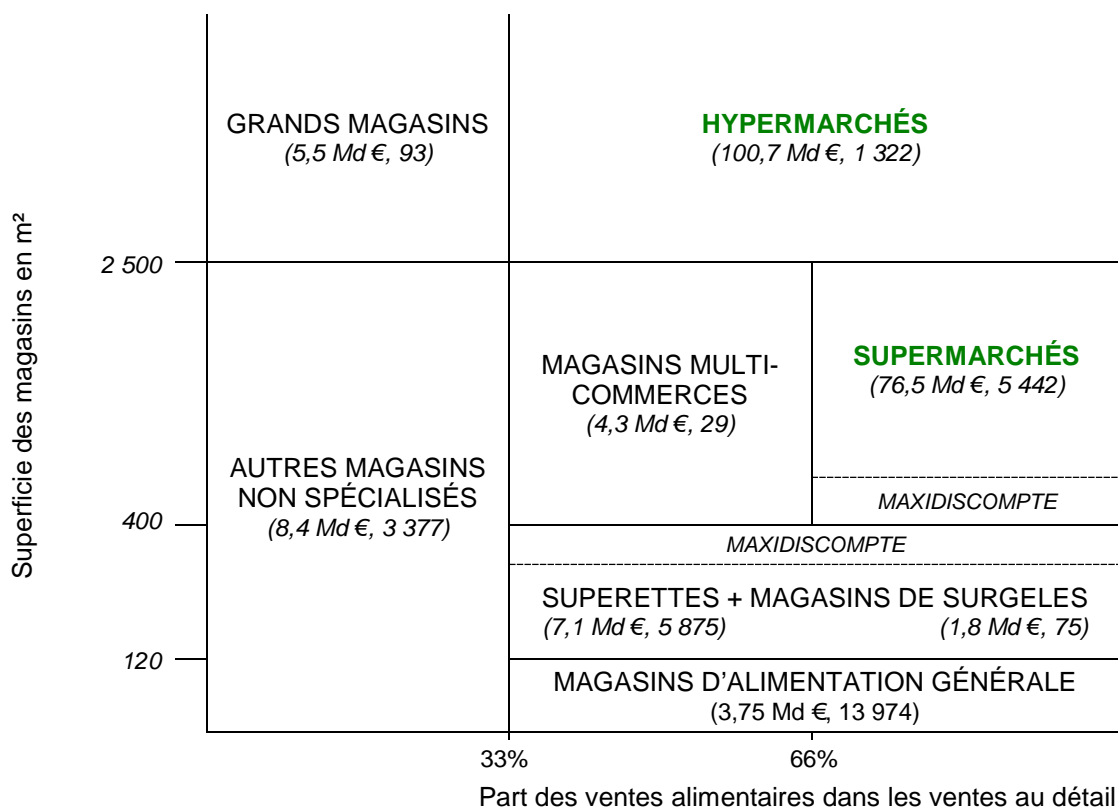 GRANDS MAGASINS
(5,5 Md €, 93)
HYPERMARCHÉS
(100,7 Md €, 1 322)
Superficie des magasins en m²
2 500
MAGASINS MULTI-
COMMERCES
(4,3 Md €, 29)
SUPERMARCHÉS
(76,5 Md €, 5 442)
AUTRES MAGASINS
NON SPÉCIALISÉS
(8,4 Md €, 3 377)
MAXIDISCOMPTE
400
MAXIDISCOMPTE
SUPERETTES + MAGASINS DE SURGELES
(7,1 Md €, 5 875) (1,8 Md €, 75)
120
MAGASINS D’ALIMENTATION GÉNÉRALE
(3,75 Md €, 13 974)
33% 66%
Part des ventes alimentaires dans les ventes au détail